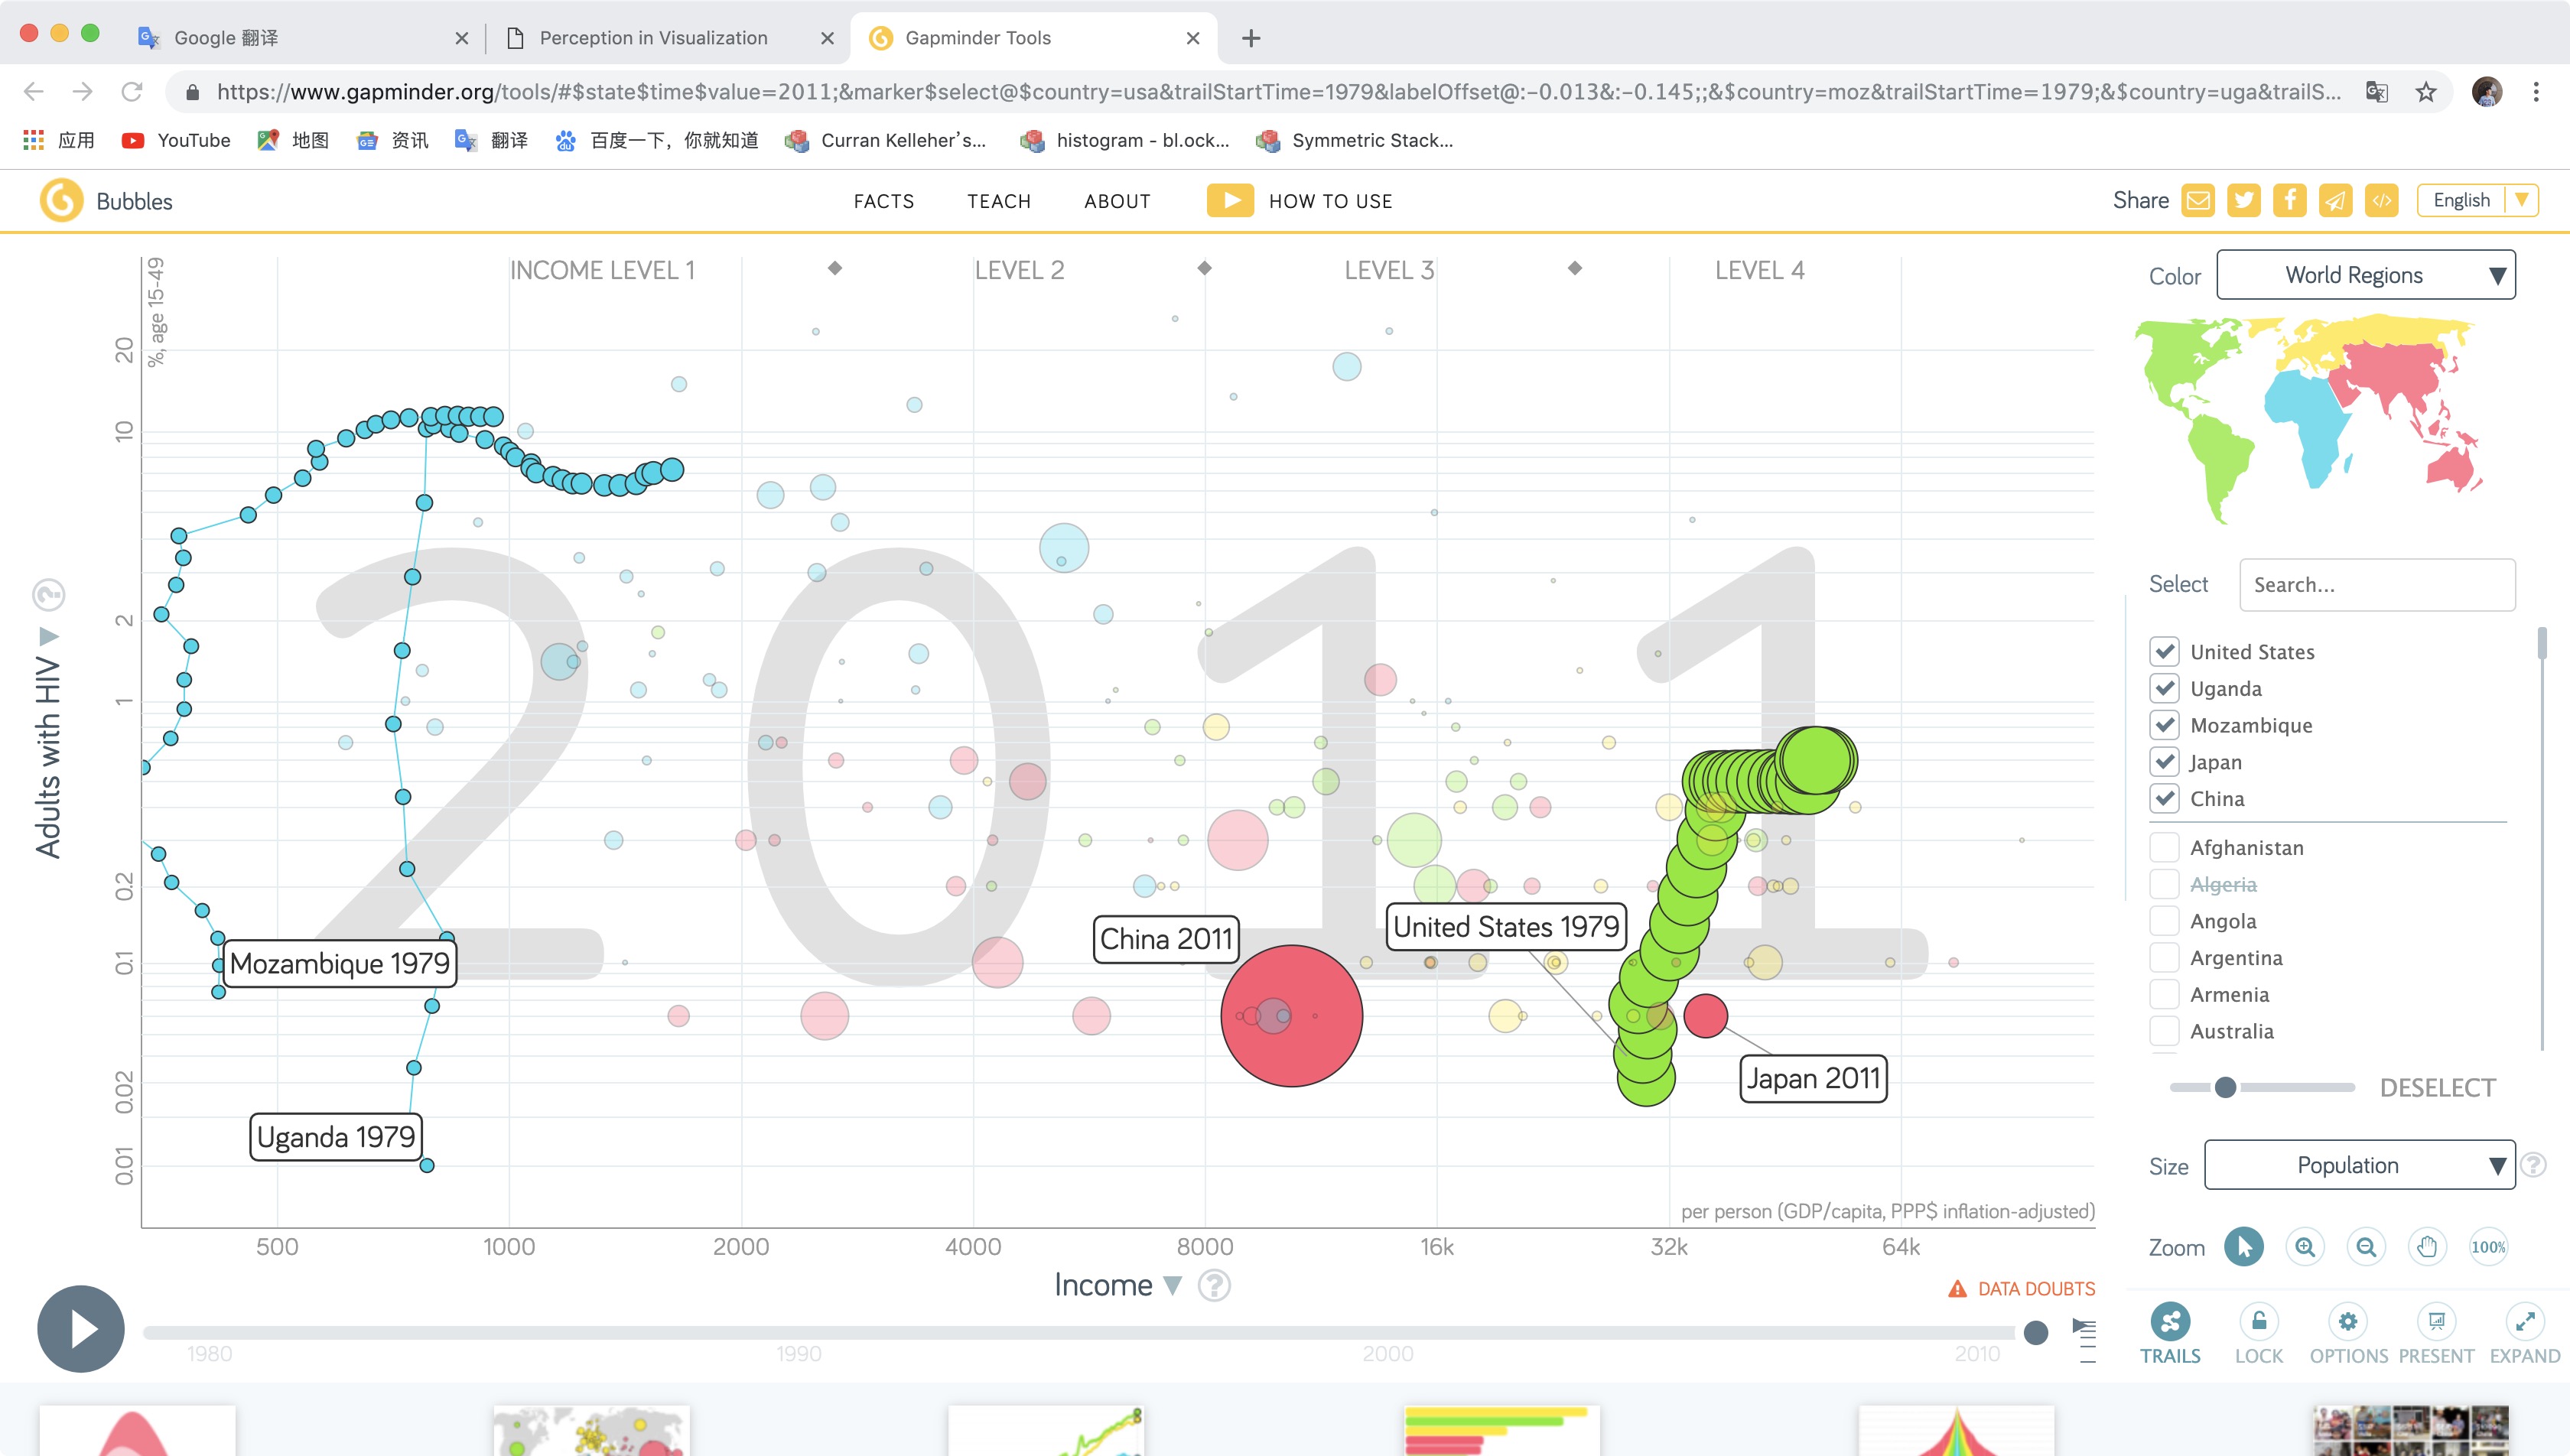 Google 翻译
Perception in Visualization
Gapminder Tools
https://www.gapminder.org/tools/#$state$time$value=2011;&marker$select@$country=usa&trailStartTime=1979&labelOffset@:-0.013&:-0.145;;&$country=moz&trailStartTime=1979;&$country=uga&trailS...
应用
YouTube
地图
资讯
翻译
百度一下，你就知道
Curran Kelleher's...
histogram - bl.ock...
Symmetric Stack...
Bubbles
FACTS
TEACH
ABOUT
HOW TO USE
Share
English
INCOME LEVEL 1
LEVEL 2
LEVEL 3
LEVEL 4
%, age 15-49
Adults with HIV
20
10
2
1
0.2
0.1
0.02
0.01
2011
Mozambique 1979
Uganda 1979
China 2011
United States 1979
Japan 2011
per person (GDP/capita, PPP$ inflation-adjusted)
500
1000
2000
4000
8000
16k
32k
64k
Income
?
DATA DOUBTS
1980
1990
2000
2010
Color
World Regions
Select
Search...
United States
Uganda
Mozambique
Japan
China
Afghanistan
Algeria
Angola
Argentina
Armenia
Australia
DESELECT
Size
Population
?
Zoom
100%
TRAILS
LOCK
OPTIONS
PRESENT
EXPAND